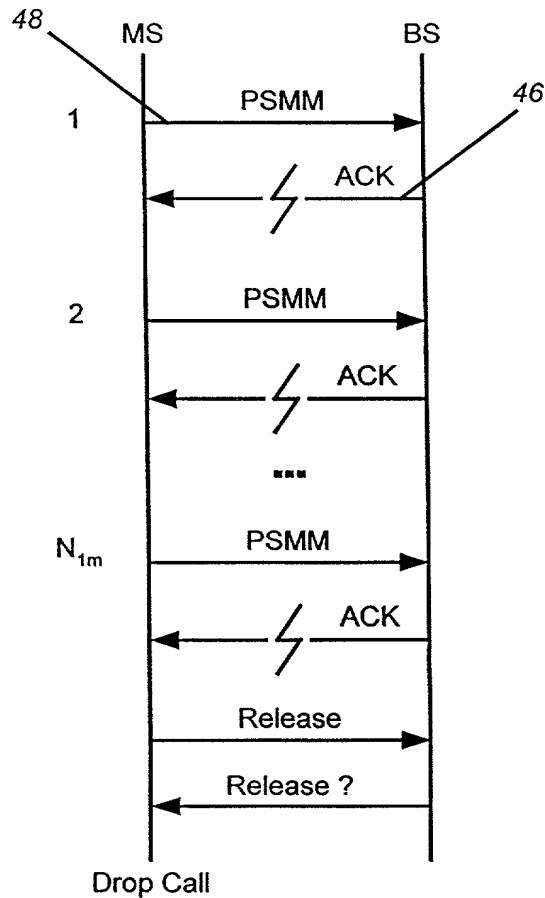 48
MS
BS
1
PSMM
46
ACK
2
PSMM
ACK
...
N1m
PSMM
ACK
Release
Release ?
Drop Call